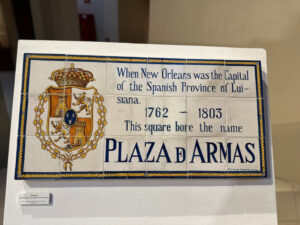 When New Orleans was the Capital
of the Spanish Province of Lui-
siana.
1762 - 1803
This square bore the name
PLAZA D ARMAS